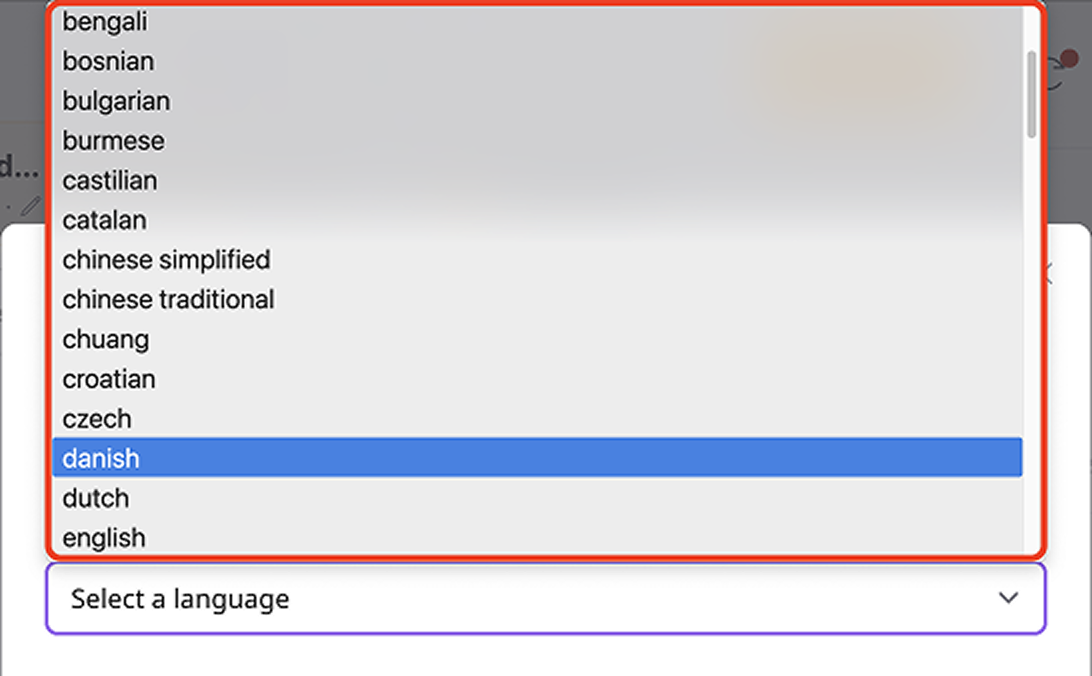 bengali
bosnian
bulgarian
burmese
d...
castilian
catalan
chinese simplified
chinese traditional
chuang
croatian
czech
danish
dutch
english
Select a language